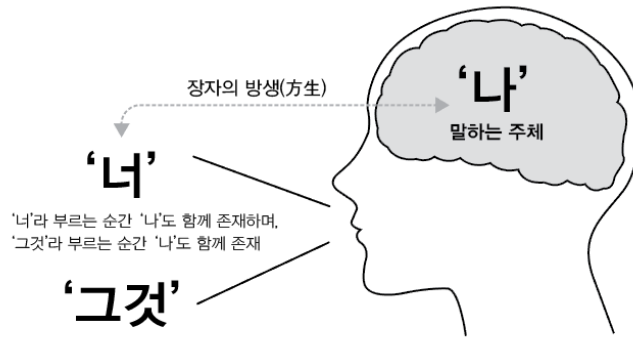 장자의 방생(方生)
‘나’
말하는 주체
‘너’
‘너’라 부르는 순간 ‘나’도 함께 존재하며,
‘그것’라 부르는 순간 ‘나’도 함께 존재
‘그것’